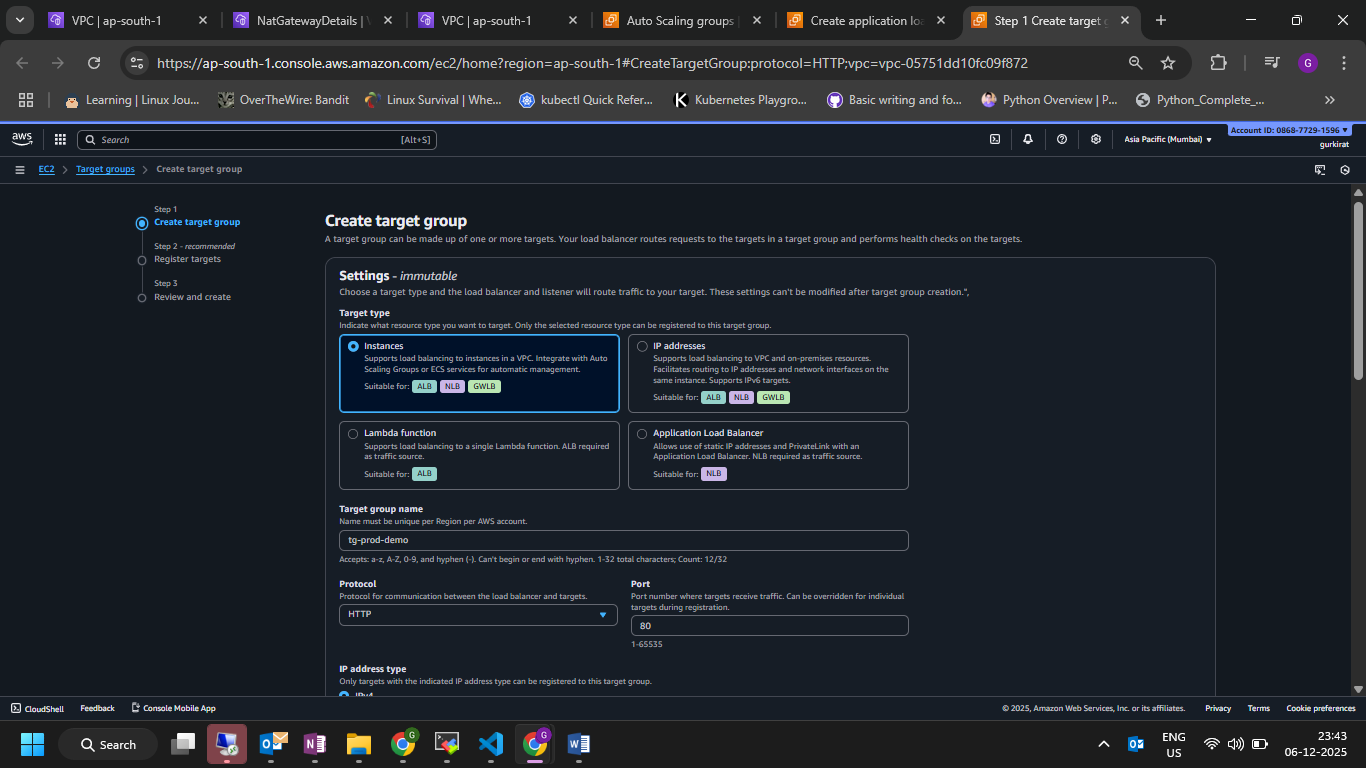 VPC | ap-south-1
NatGatewayDetails |
VPC | ap-south-1
Auto Scaling groups
Create application loa
Step 1 Create target g
https://ap-south-1.console.aws.amazon.com/ec2/home?region=ap-south-1#CreateTargetGroup:protocol=HTTP;vpc=vpc-05751dd10fc09f872
G
Learning | Linux Jou...
OverTheWire: Bandit
Linux Survival | Whe...
kubectl Quick Refer...
Kubernetes Playgro...
Basic writing and fo...
Python Overview | P...
Python_Complete_...
aws
Search
[Alt+S]
Asia Pacific (Mumbai)
Account ID: 0868-7729-1596
gurkirat
EC2
Target groups
Create target group
Step 1
Create target group
Step 2 - recommended
Register targets
Step 3
Review and create
Create target group
A target group can be made up of one or more targets. Your load balancer routes requests to the targets in a target group and performs health checks on the targets.
Settings - immutable
Choose a target type and the load balancer and listener will route traffic to your target. These settings can't be modified after target group creation.",
Target type
Indicate what resource type you want to target. Only the selected resource type can be registered to this target group.
Instances
Supports load balancing to instances in a VPC. Integrate with Auto
Scaling Groups or ECS services for automatic management.
Suitable for: ALB NLB GWLB
IP addresses
Supports load balancing to VPC and on-premises resources.
Facilitates routing to IP addresses and network interfaces on the
same instance. Supports IPv6 targets.
Suitable for: ALB NLB GWLB
Lambda function
Supports load balancing to a single Lambda function. ALB required
as traffic source.
Suitable for: ALB
Application Load Balancer
Allows use of static IP addresses and PrivateLink with an
Application Load Balancer. NLB required as traffic source.
Suitable for: NLB
Target group name
Name must be unique per Region per AWS account.
tg-prod-demo
Accepts: a-z, A-Z, 0-9, and hyphen (-). Can't begin or end with hyphen. 1-32 total characters; Count: 12/32
Protocol
Protocol for communication between the load balancer and targets.
HTTP
Port
Port number where targets receive traffic. Can be overridden for individual
targets during registration.
80
1-65535
IP address type
Only targets with the indicated IP address type can be registered to this target group.
IPv4
CloudShell
Feedback
Console Mobile App
© 2025, Amazon Web Services, Inc. or its affiliates.
Privacy
Terms
Cookie preferences
Search
G
G
ENG
US
23:43
06-12-2025